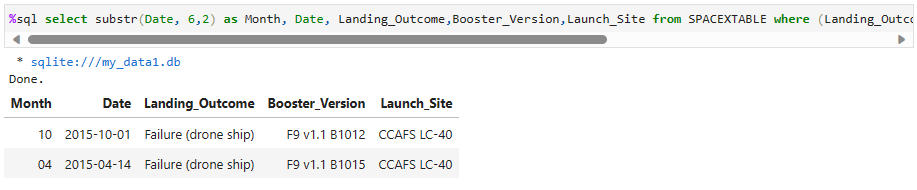 %sql select substr(Date, 6,2) as Month, Date, Landing_Outcome,Booster_Version,Launch_Site from SPACEXTABLE where (Landing_Outco
* sqlite:///my_data1.db
Done.
Month Date Landing_Outcome Booster_Version Launch_Site
10 2015-10-01 Failure (drone ship) F9 v1.1 B1012 CCAFS LC-40
04 2015-04-14 Failure (drone ship) F9 v1.1 B1015 CCAFS LC-40